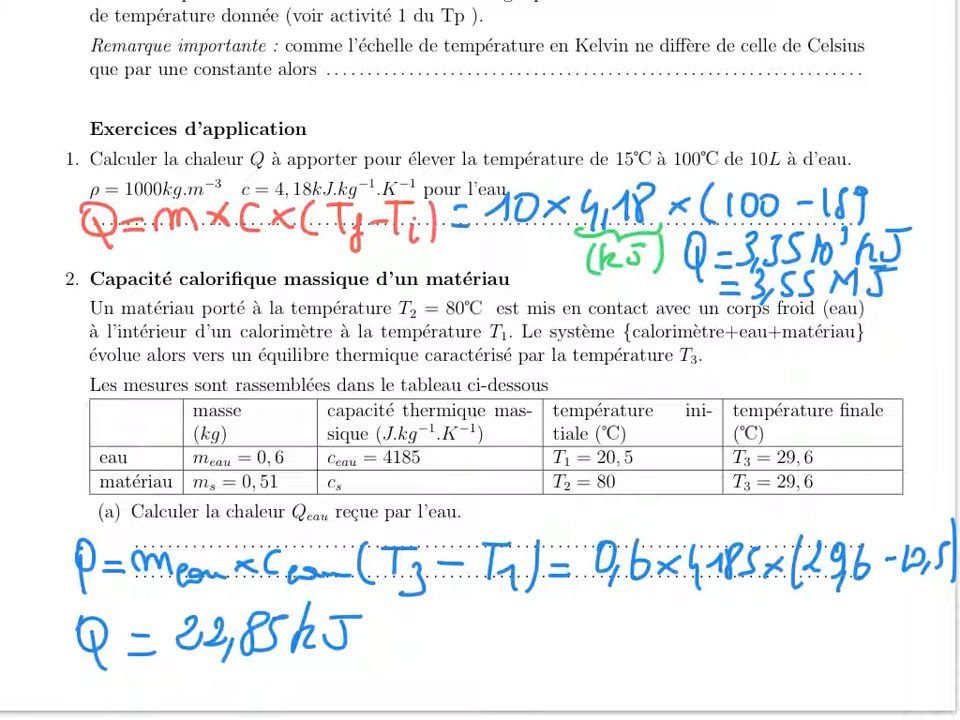 de température donnée (voir activité 1 du Tp ).
Remarque importante : comme l'échelle de température en Kelvin ne diffère de celle de Celsius
que par une constante alors ................................................................
Exercices d'application
1. Calculer la chaleur Q à apporter pour élever la température de 15℃ à 100℃ de 10L à d'eau.
ρ = 1000kg.m⁻³ c = 4,18kJ.kg⁻¹.K⁻¹ pour l'eau
Q = m × c × (Tf - Ti) = 10 × 4,18 × (100 - 15)
(kJ) Q = 3,35 10³ kJ
= 3,55 MJ
2. Capacité calorifique massique d'un matériau
Un matériau porté à la température T₂ = 80℃ est mis en contact avec un corps froid (eau)
à l'intérieur d'un calorimètre à la température T₁. Le système {calorimètre+eau+matériau}
évolue alors vers un équilibre thermique caractérisé par la température T₃.
Les mesures sont rassemblées dans le tableau ci-dessous
masse (kg) capacité thermique massique (J.kg⁻¹.K⁻¹) température initiale (℃) température finale (℃)
eau m_eau = 0,6 c_eau = 4185 T₁ = 20,5 T₃ = 29,6
matériau m_s = 0,51 c_s T₂ = 80 T₃ = 29,6
(a) Calculer la chaleur Q_eau reçue par l'eau.
Q = m_eau × c_eau (T₃ - T₁) = 0,6 × 4185 × (29,6 - 20,5)
Q = 22,85 kJ